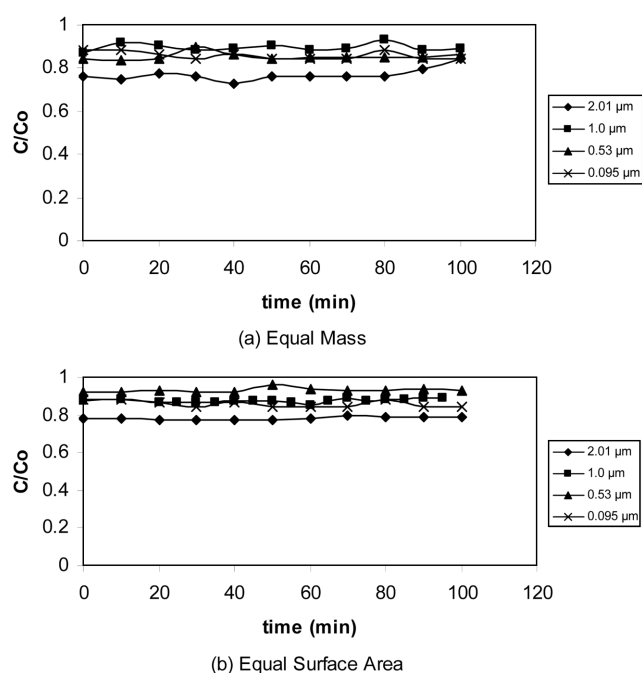 1
0.8
0.6
0.4
0.2
0
C/Co
0 20 40 60 80 100 120
time (min)
2.01 µm
1.0 µm
0.53 µm
0.095 µm
(a) Equal Mass
1
0.8
0.6
0.4
0.2
0
C/Co
0 20 40 60 80 100 120
time (min)
2.01 µm
1.0 µm
0.53 µm
0.095 µm
(b) Equal Surface Area